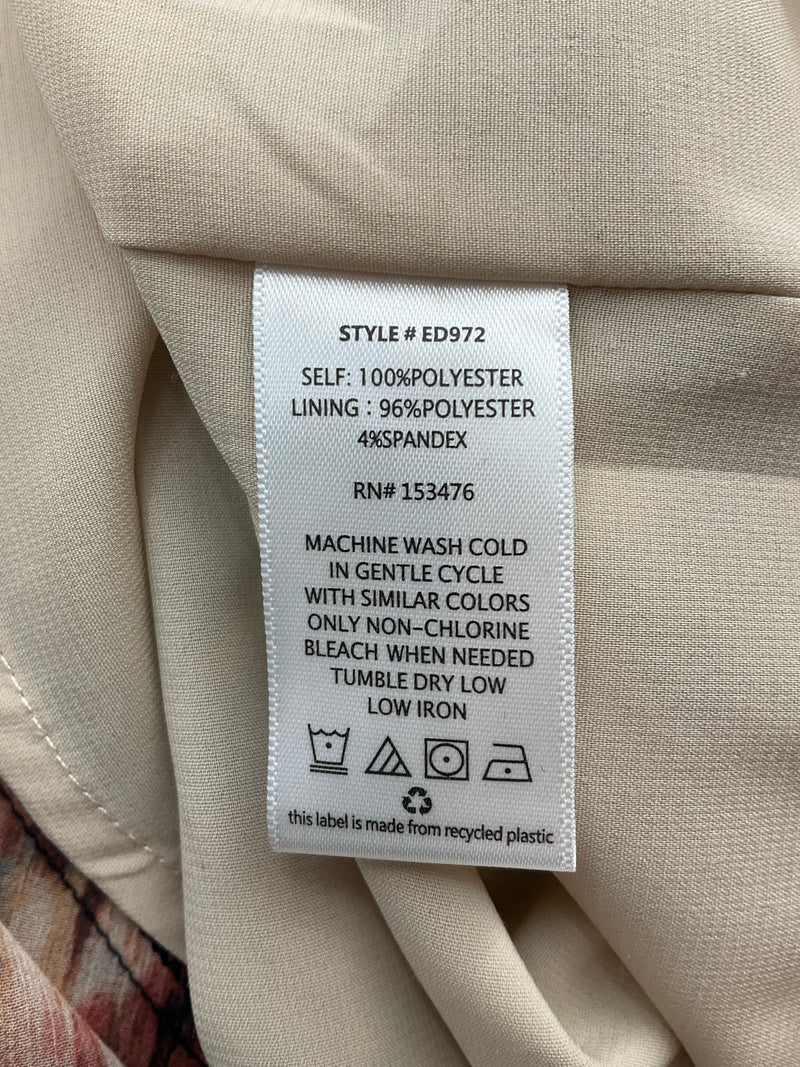 STYLE # ED972
SELF: 100%POLYESTER
LINING : 96%POLYESTER
4%SPANDEX
RN# 153476
MACHINE WASH COLD
IN GENTLE CYCLE
WITH SIMILAR COLORS
ONLY NON-CHLORINE
BLEACH WHEN NEEDED
TUMBLE DRY LOW
LOW IRON
this label is made from recycled plastic